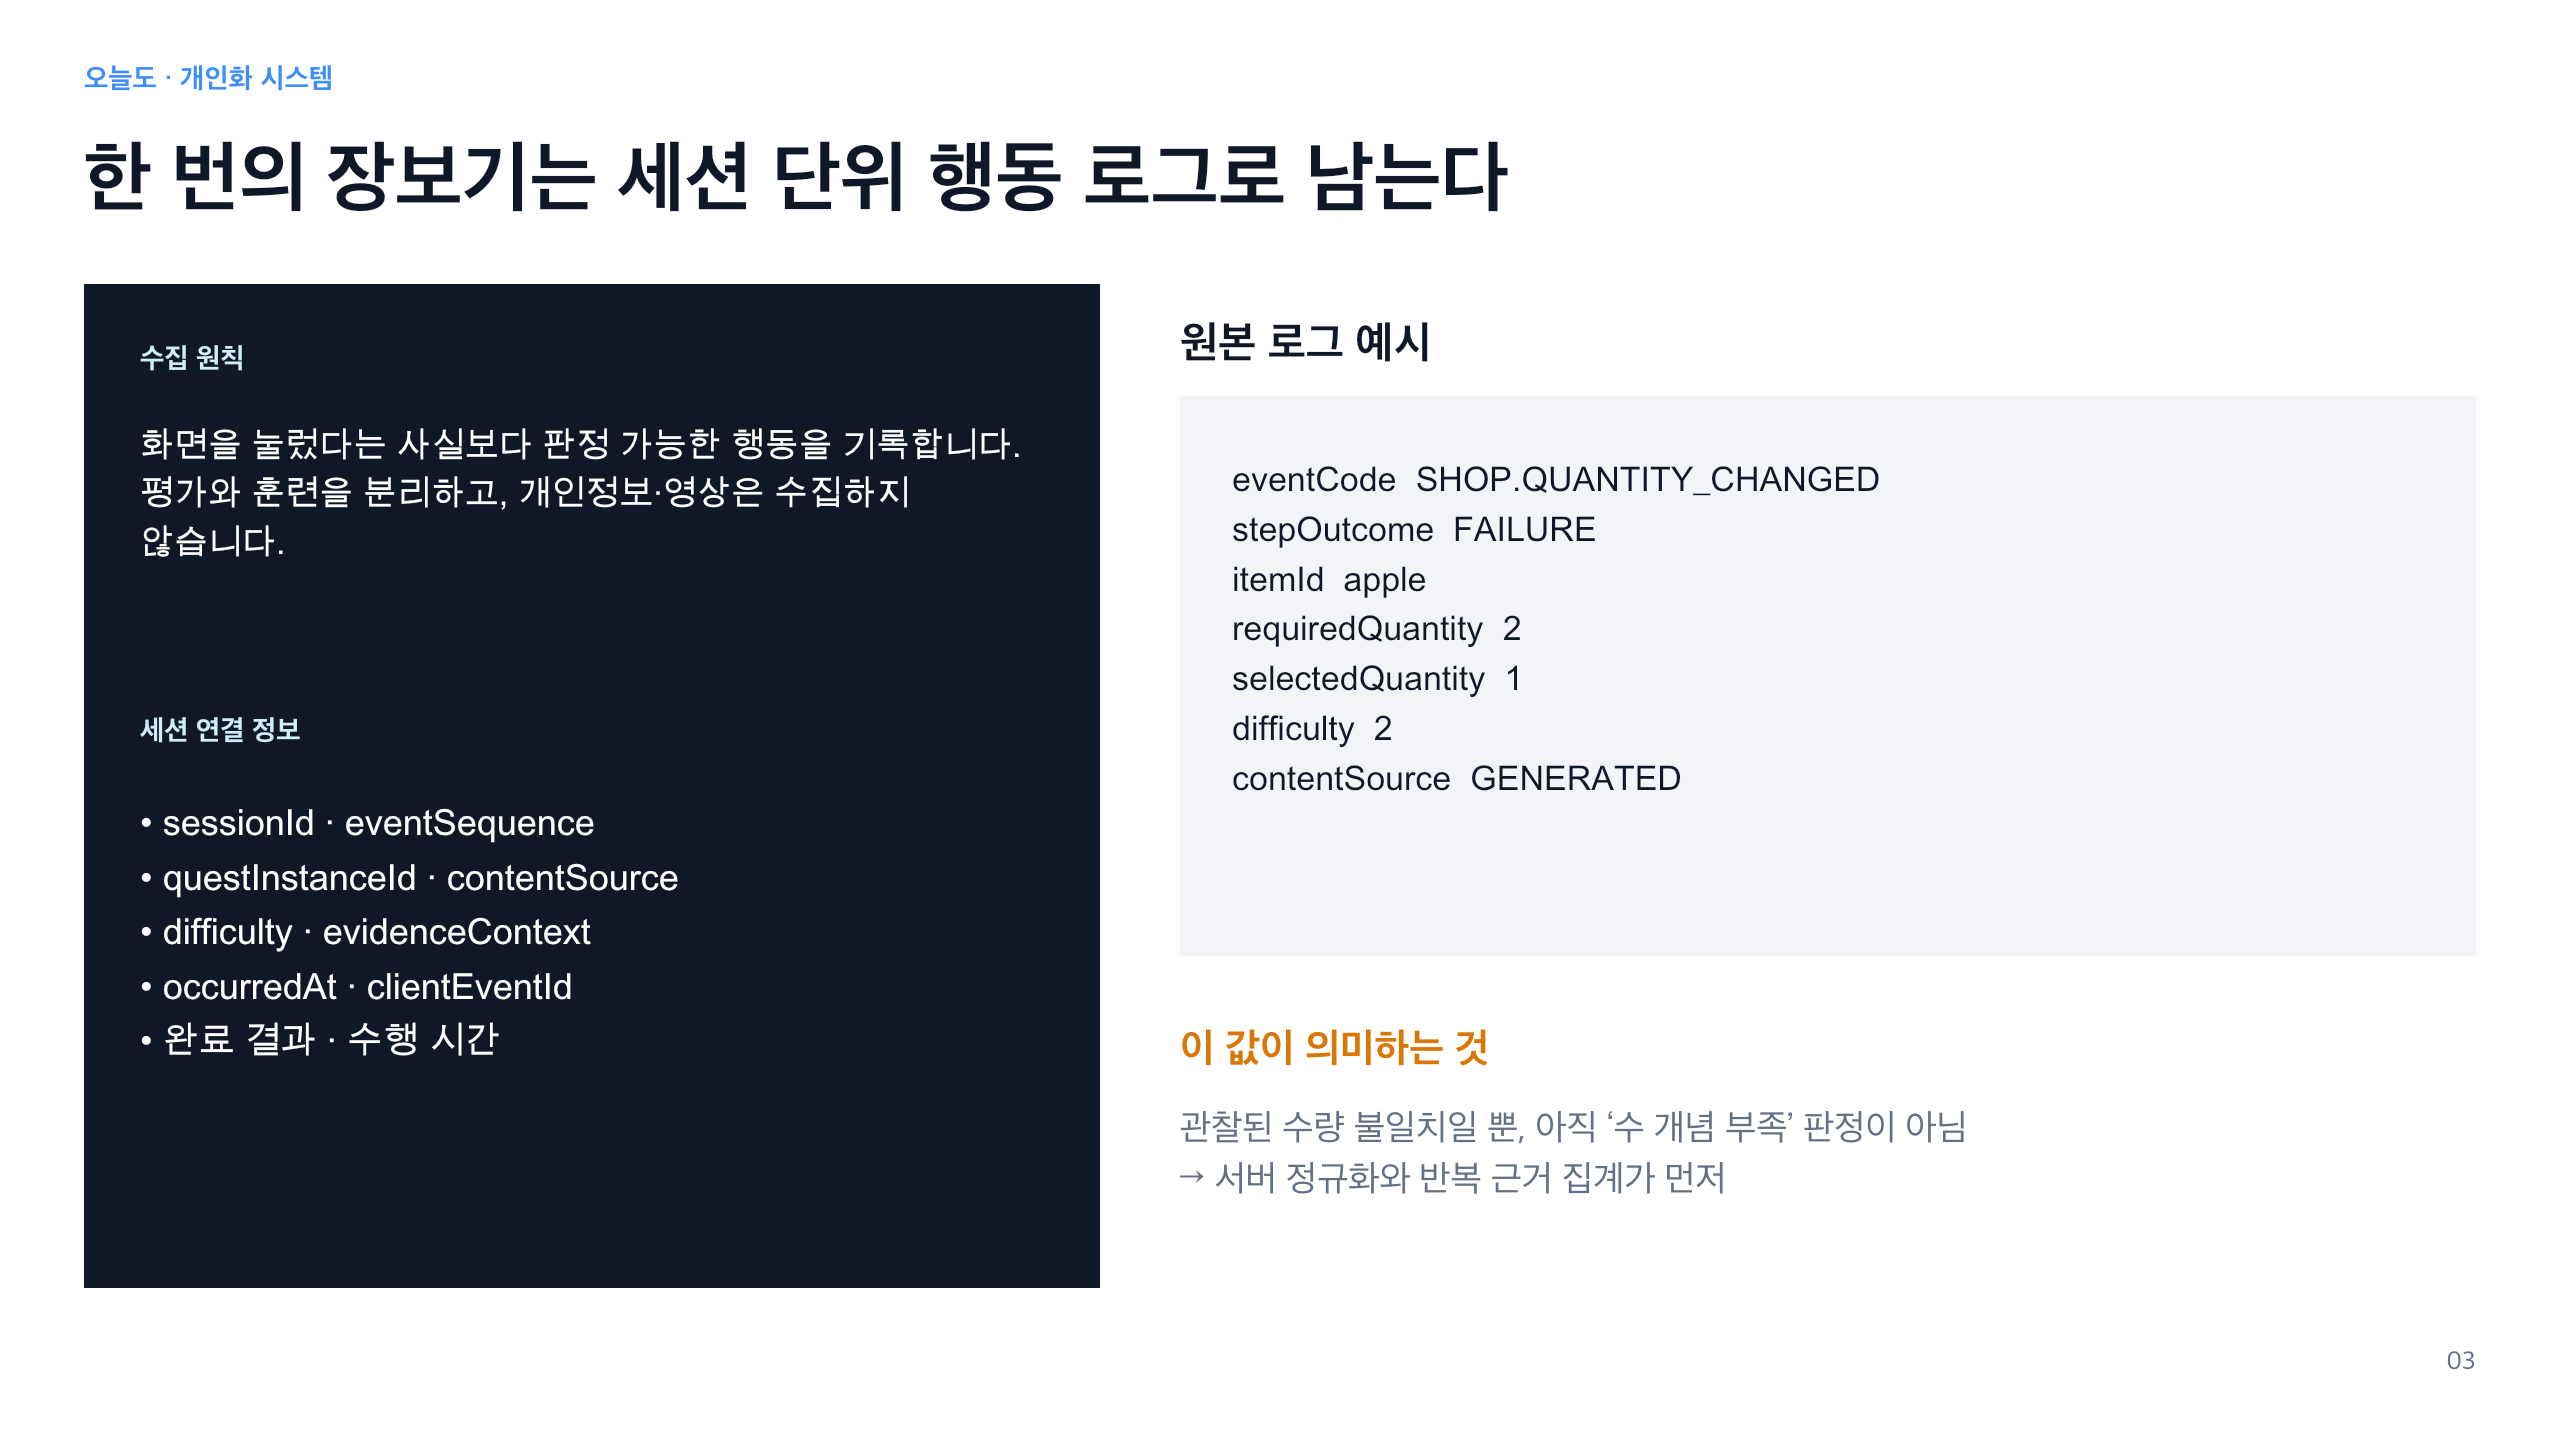 오늘도 · 개인화 시스템
한 번의 장보기는 세션 단위 행동 로그로 남는다
수집 원칙
화면을 눌렀다는 사실보다 판정 가능한 행동을 기록합니다.
평가와 훈련을 분리하고, 개인정보·영상은 수집하지
않습니다.
세션 연결 정보
• sessionId · eventSequence
• questInstanceId · contentSource
• difficulty · evidenceContext
• occurredAt · clientEventId
• 완료 결과 · 수행 시간
원본 로그 예시
eventCode  SHOP.QUANTITY_CHANGED
stepOutcome  FAILURE
itemId  apple
requiredQuantity  2
selectedQuantity  1
difficulty  2
contentSource  GENERATED
이 값이 의미하는 것
관찰된 수량 불일치일 뿐, 아직 ‘수 개념 부족’ 판정이 아님
→ 서버 정규화와 반복 근거 집계가 먼저
03